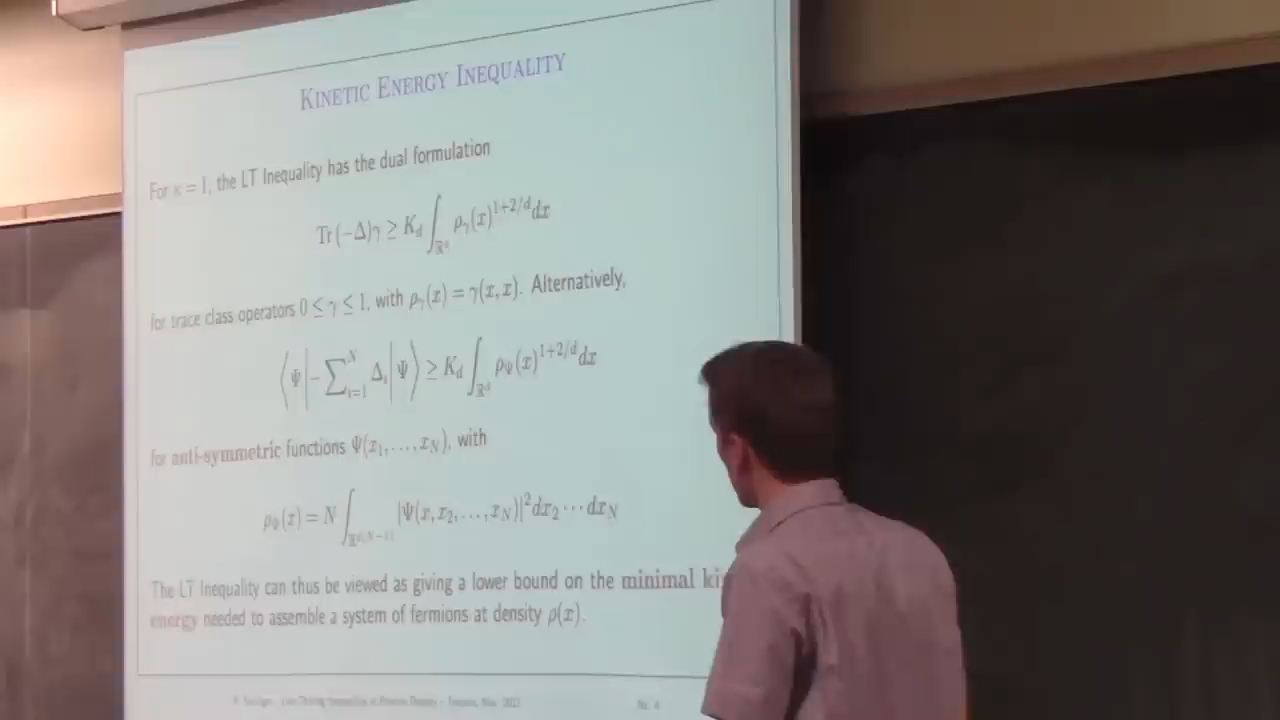 KINETIC ENERGY INEQUALITY
For κ = 1, the LT Inequality has the dual formulation
Tr (−Δ)γ ≥ K_d ∫_{ℝ^d} ρ_γ(x)^{1+2/d} dx
for trace class operators 0 ≤ γ ≤ 1, with ρ_γ(x) = γ(x, x). Alternatively,
⟨Ψ | −∑_{i=1}^{N} Δ_i | Ψ⟩ ≥ K_d ∫_{ℝ^d} ρ_Ψ(x)^{1+2/d} dx
for anti-symmetric functions Ψ(x_1, . . . , x_N), with
ρ_Ψ(x) = N ∫_{ℝ^{d(N−1)}} |Ψ(x, x_2, . . . , x_N)|^2 dx_2 ··· dx_N
The LT Inequality can thus be viewed as giving a lower bound on the minimal ki
energy needed to assemble a system of fermions at density ρ(x).